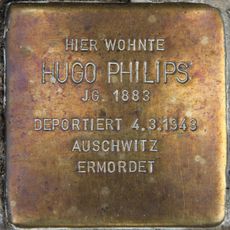 HIER WOHNTE
HUGO PHILIPS
JG. 1883
DEPORTIERT 4.3.1943
AUSCHWITZ
ERMORDET